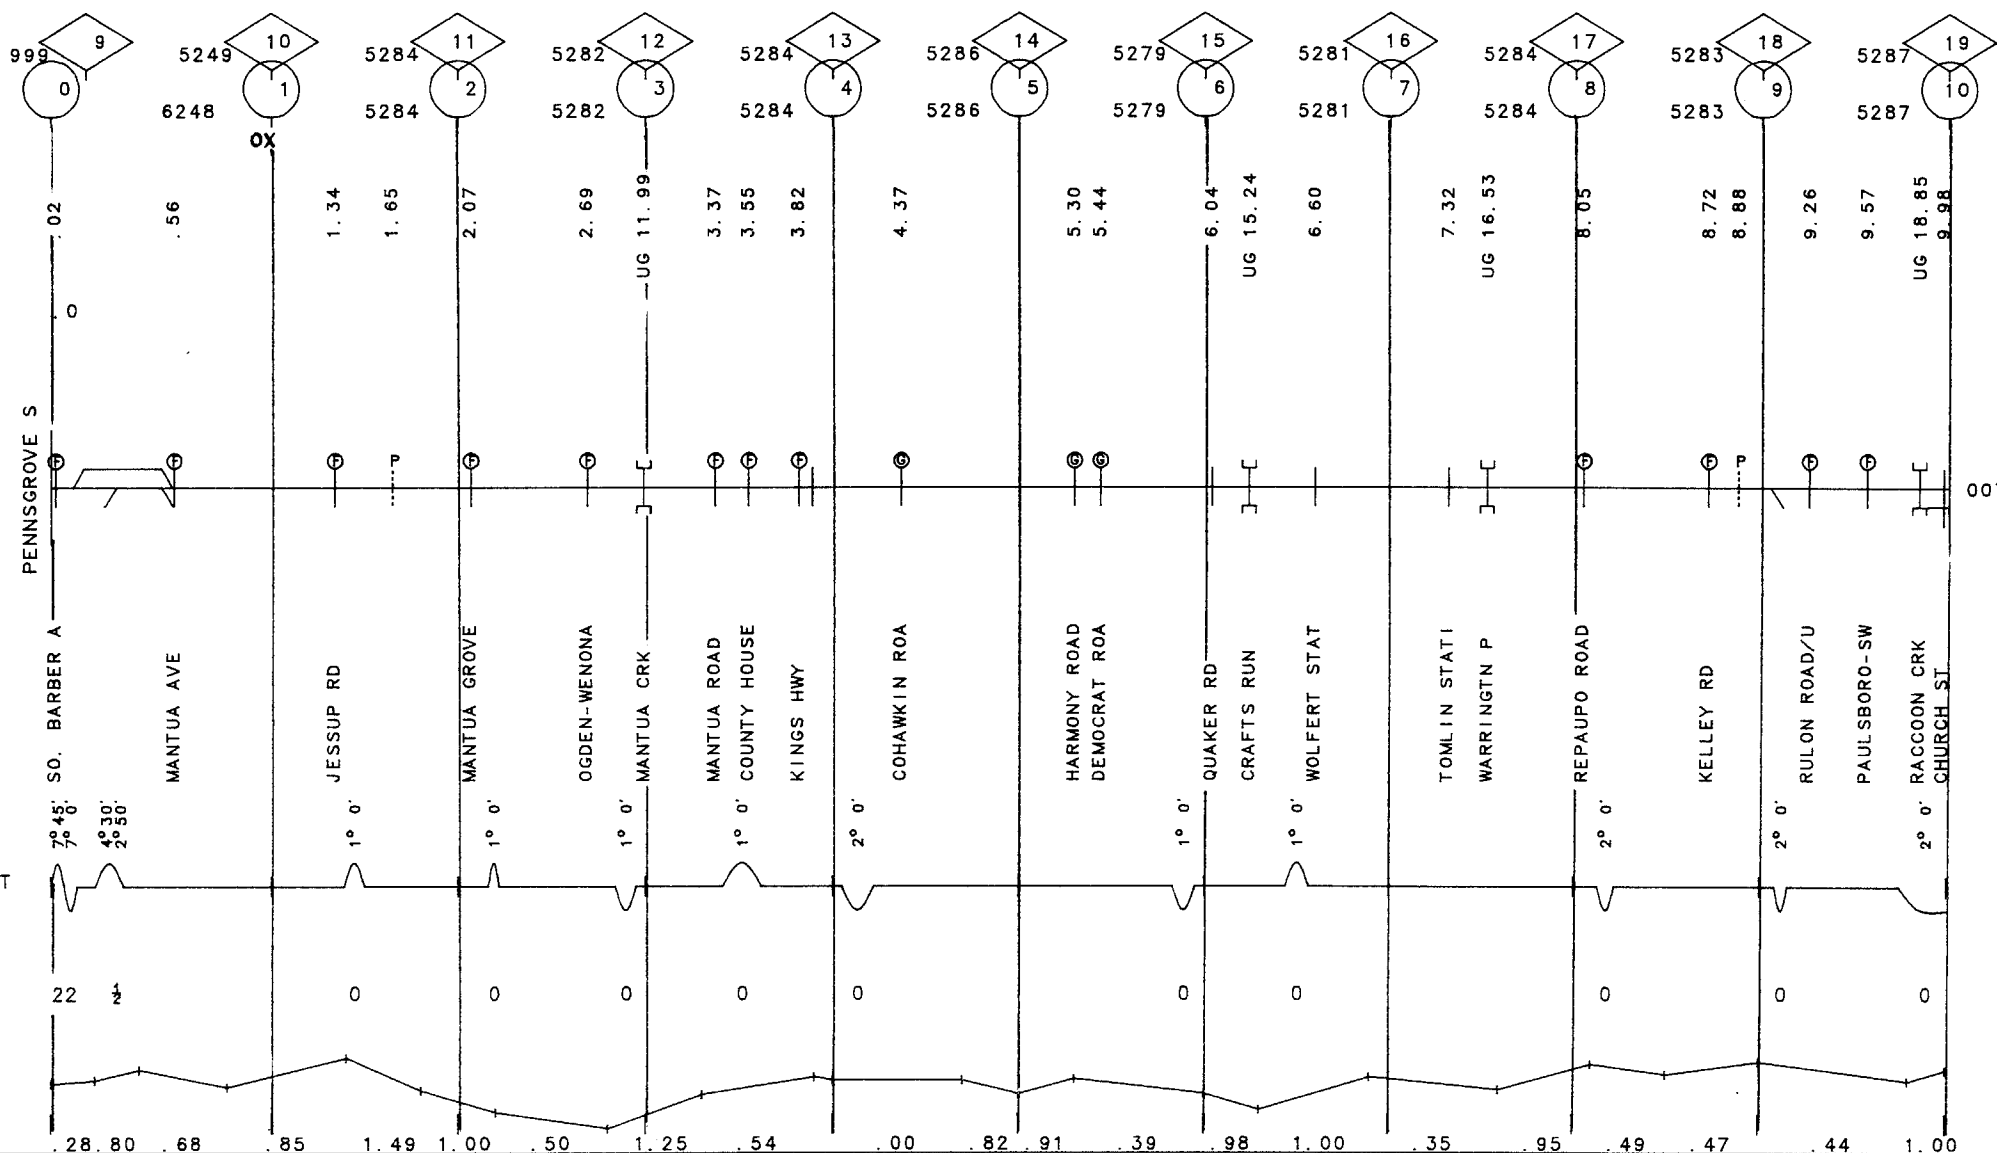 9 10 11 12 13 14 15 16 17 18 19
999 5249 5284 5282 5284 5286 5279 5281 5284 5283 5287
0 1 2 3 4 5 6 7 8 9 10
6248 5284 5282 5284 5286 5279 5281 5284 5283 5287
OX
.02 .56 1.34 1.65 2.07 2.69 UG 11.99 3.37 3.55 3.82 4.37 5.30 5.44 6.04 UG 15.24 6.60 7.32 UG 16.53 8.05 8.72 8.88 9.26 9.57 UG 18.85 9.98
0
PENNSGROVE S
F F F P F F F F F G G G F F P F F
00
SO. BARBER A
MANTUA AVE
JESSUP RD
MANTUA GROVE
OGDEN-WENONA
MANTUA CRK
MANTUA ROAD
COUNTY HOUSE
KINGS HWY
COHAWKIN ROA
HARMONY ROAD
DEMOCRAT ROA
QUAKER RD
CRAFTS RUN
WOLFERT STAT
TOMLIN STATI
WARRINGTN P
REPAUPO ROAD
KELLEY RD
RULON ROAD/U
PAULSBORO-SW
RACCOON CRK
CHURCH ST
7° 45' 7° 0' 4° 30' 2° 50' 1° 0' 1° 0' 1° 0' 1° 0' 2° 0' 1° 0' 1° 0' 2° 0' 2° 0' 2° 0'
T
22 ½ 0 0 0 0 0 0 0 0 0 0
.28 .80 .68 .85 1.49 1.00 .50 1.25 .54 .00 .82 .91 .39 .98 1.00 .35 .95 .49 .47 .44 1.00